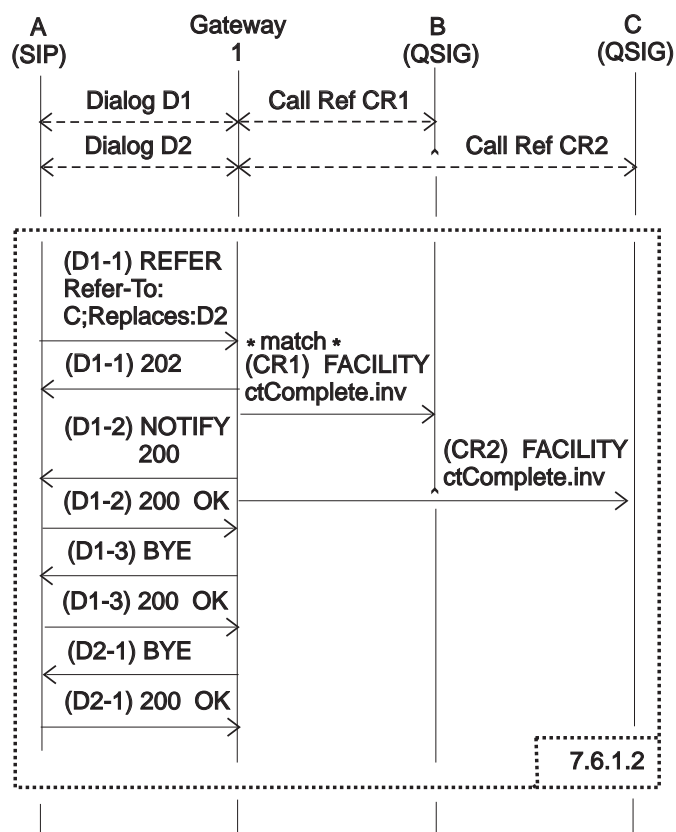 A Gateway B C
(SIP) 1 (QSIG) (QSIG)
Dialog D1 Call Ref CR1
Dialog D2 Call Ref CR2
(D1-1) REFER
Refer-To:
C;Replaces:D2
* match *
(D1-1) 202 (CR1) FACILITY
ctComplete.inv
(D1-2) NOTIFY
200
(CR2) FACILITY
ctComplete.inv
(D1-2) 200 OK
(D1-3) BYE
(D1-3) 200 OK
(D2-1) BYE
(D2-1) 200 OK
7.6.1.2